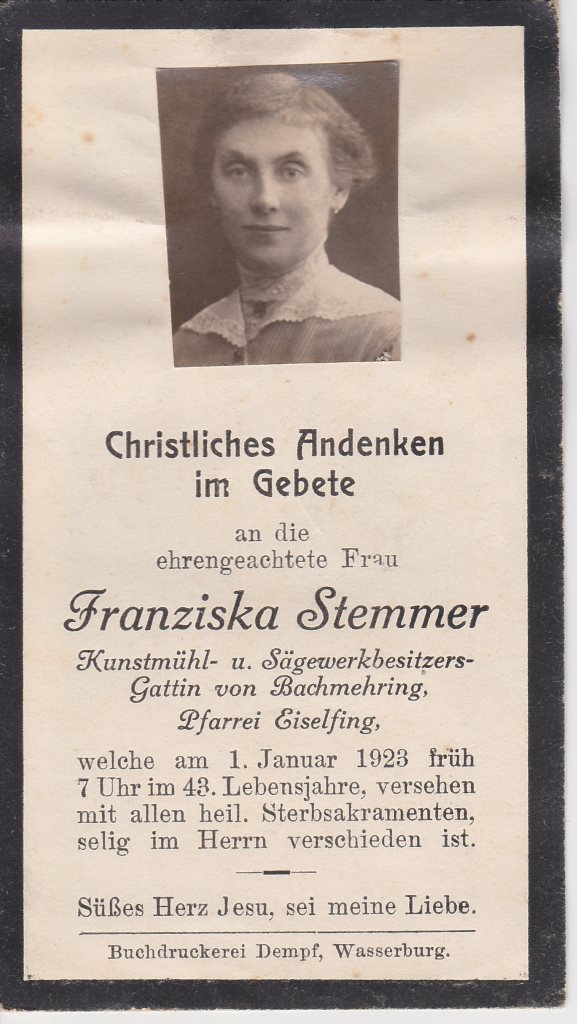 Christliches Andenken
im Gebete
an die
ehrengeachtete Frau
Franziska Stemmer
Kunstmühl- u. Sägewerkbesitzers-
Gattin von Bachmehring,
Pfarrei Eiselfing,
welche am 1. Januar 1923 früh
7 Uhr im 43. Lebensjahre, versehen
mit allen heil. Sterbsakramenten,
selig im Herrn verschieden ist.
Süßes Herz Jesu, sei meine Liebe.
Buchdruckerei Dempf, Wasserburg.